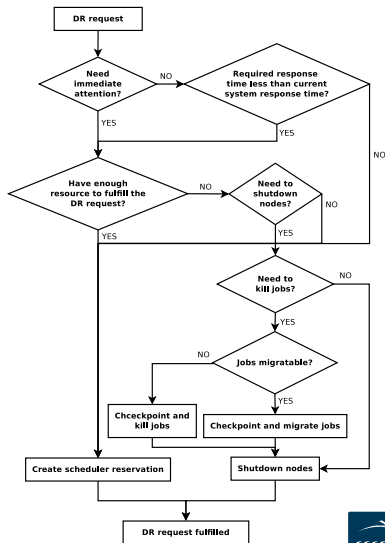 DR request
Need
immediate
attention?
NO
Required response
time less than current
system response time?
YES
YES
NO
Have enough
resource to fulfill the
DR request?
NO
Need to
shutdown
nodes?
NO
YES
YES
Need to
kill jobs?
NO
YES
Jobs migratable?
NO
YES
Chceckpoint and
kill jobs
Checkpoint and migrate jobs
Create scheduler reservation
Shutdown nodes
DR request fulfilled